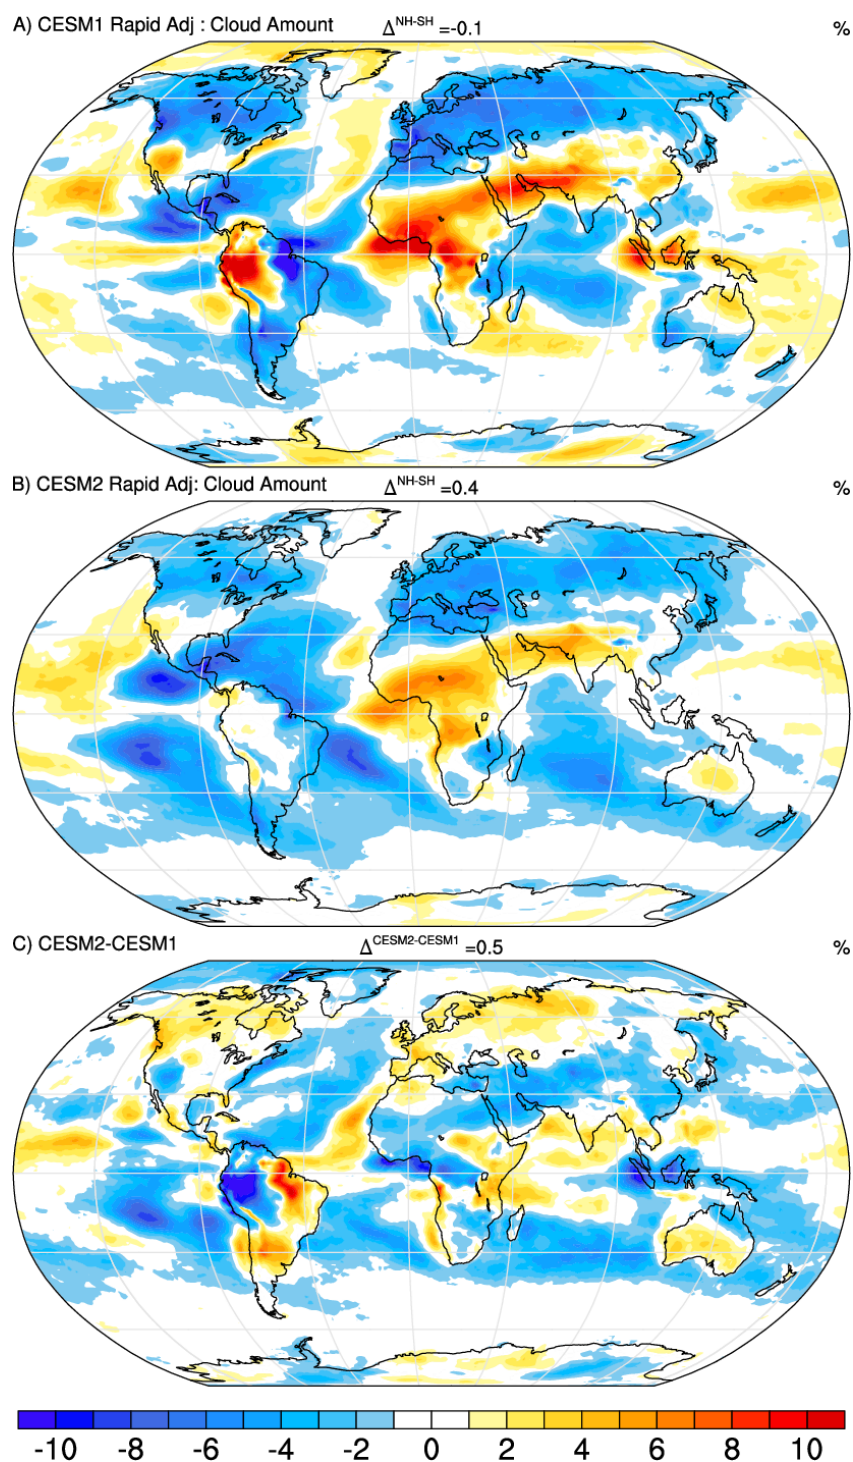 A) CESM1 Rapid Adj : Cloud Amount Δ^NH-SH =-0.1 %
B) CESM2 Rapid Adj: Cloud Amount Δ^NH-SH =0.4 %
C) CESM2-CESM1 Δ^CESM2-CESM1 =0.5 %
-10 -8 -6 -4 -2 0 2 4 6 8 10